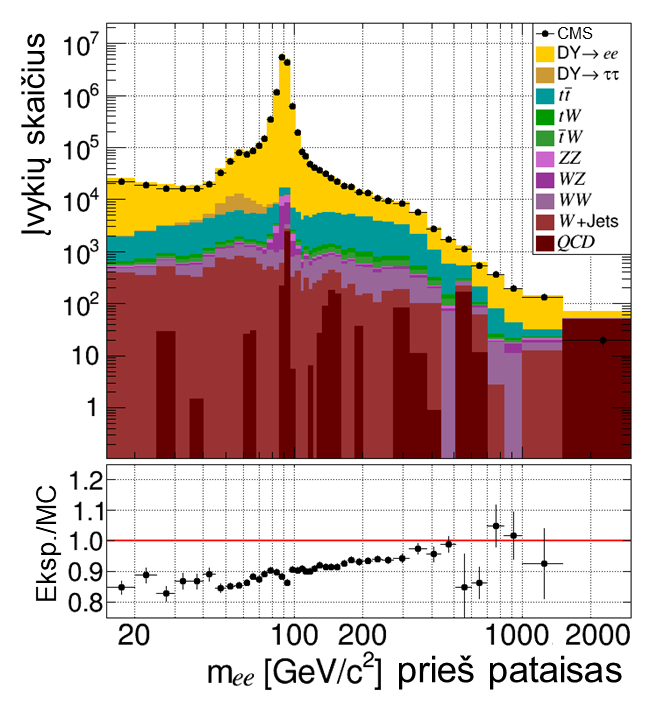 Įvykių skaičius
10⁷
10⁶
10⁵
10⁴
10³
10²
10
1
CMS
DY→ee
DY→ττ
tt̄
tW
t̄W
ZZ
WZ
WW
W+Jets
QCD
Eksp./MC
1.2
1.1
1.0
0.9
0.8
20 100 200 1000 2000
mₑₑ [GeV/c²] prieš pataisas